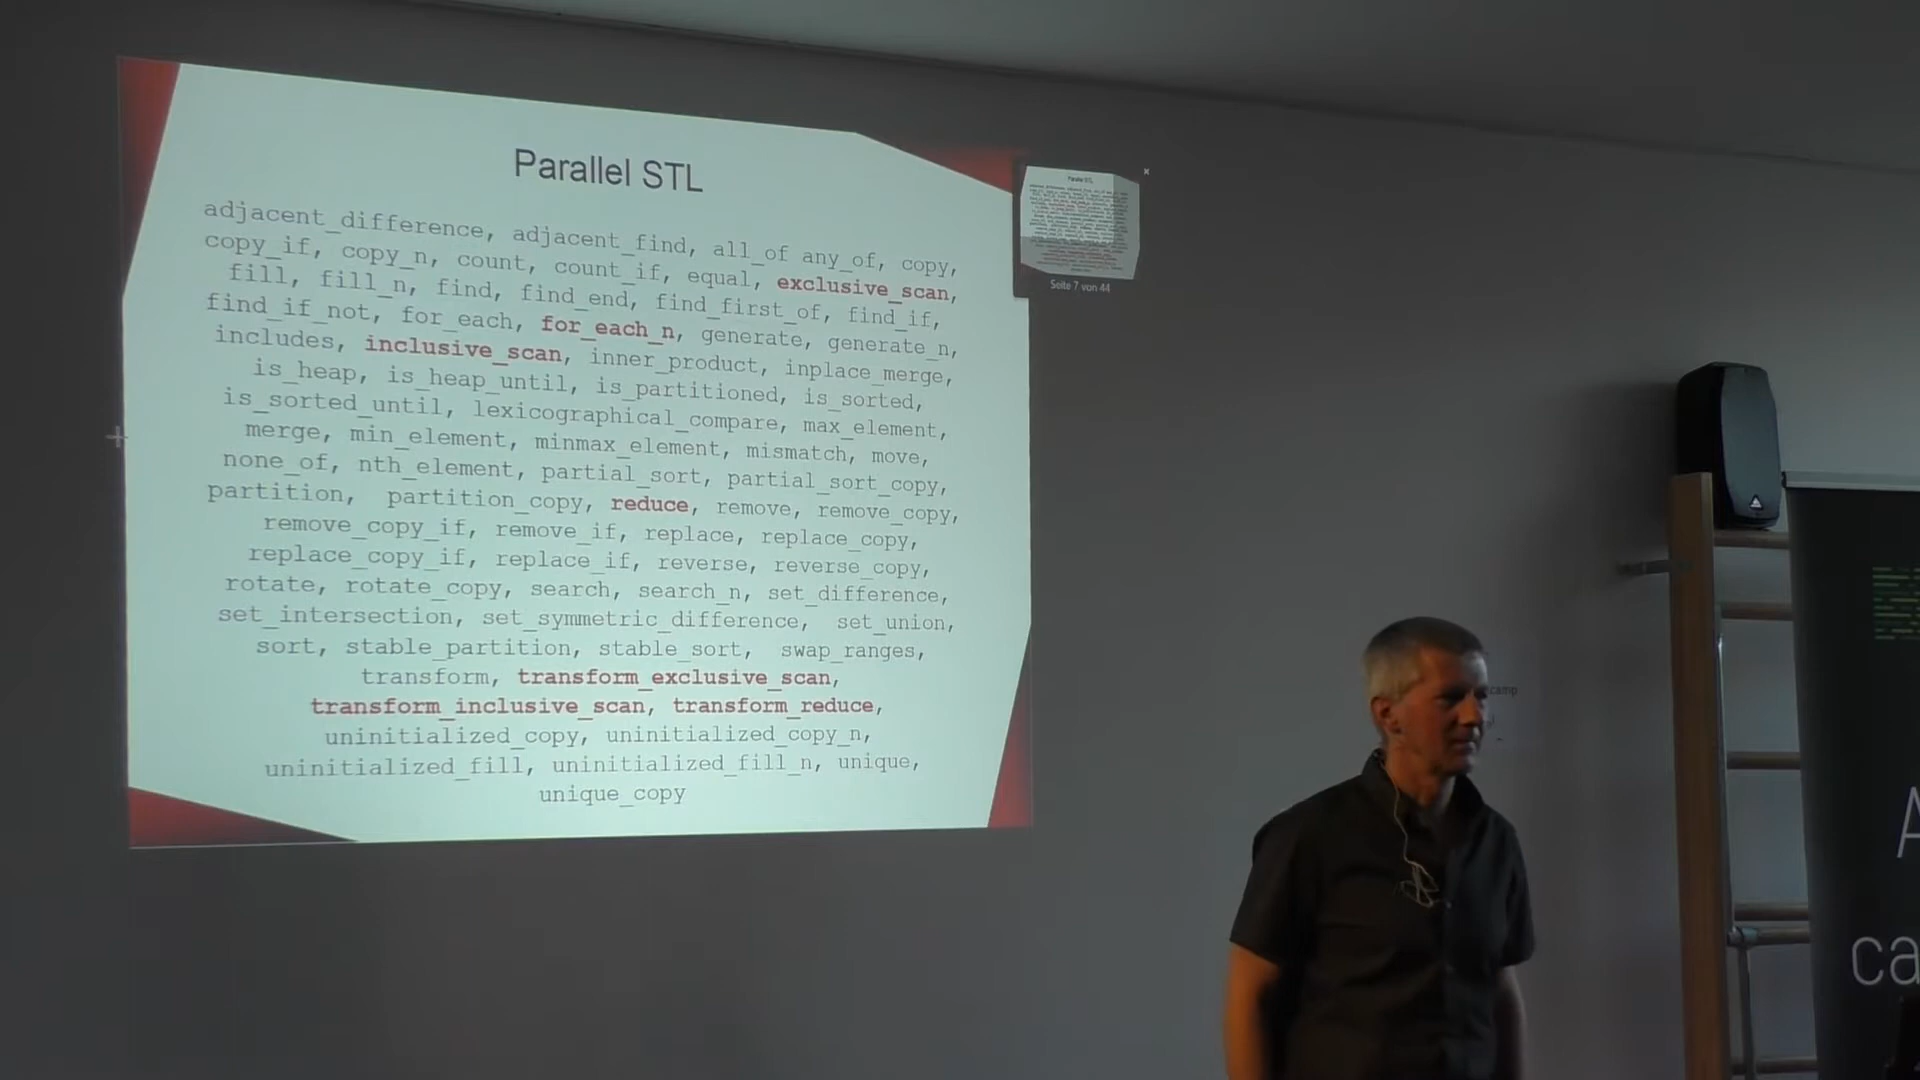 Parallel STL
adjacent_difference, adjacent_find, all_of any_of, copy,
copy_if, copy_n, count, count_if, equal, exclusive_scan,
fill, fill_n, find, find_end, find_first_of, find_if,
find_if_not, for_each, for_each_n, generate, generate_n,
includes, inclusive_scan, inner_product, inplace_merge,
is_heap, is_heap_until, is_partitioned, is_sorted,
is_sorted_until, lexicographical_compare, max_element,
merge, min_element, minmax_element, mismatch, move,
none_of, nth_element, partial_sort, partial_sort_copy,
partition, partition_copy, reduce, remove, remove_copy,
remove_copy_if, remove_if, replace, replace_copy,
replace_copy_if, replace_if, reverse, reverse_copy,
rotate, rotate_copy, search, search_n, set_difference,
set_intersection, set_symmetric_difference, set_union,
sort, stable_partition, stable_sort, swap_ranges,
transform, transform_exclusive_scan,
transform_inclusive_scan, transform_reduce,
uninitialized_copy, uninitialized_copy_n,
uninitialized_fill, uninitialized_fill_n, unique,
unique_copy
Parallel STL
Seite 7 von 44
camp
A
ca